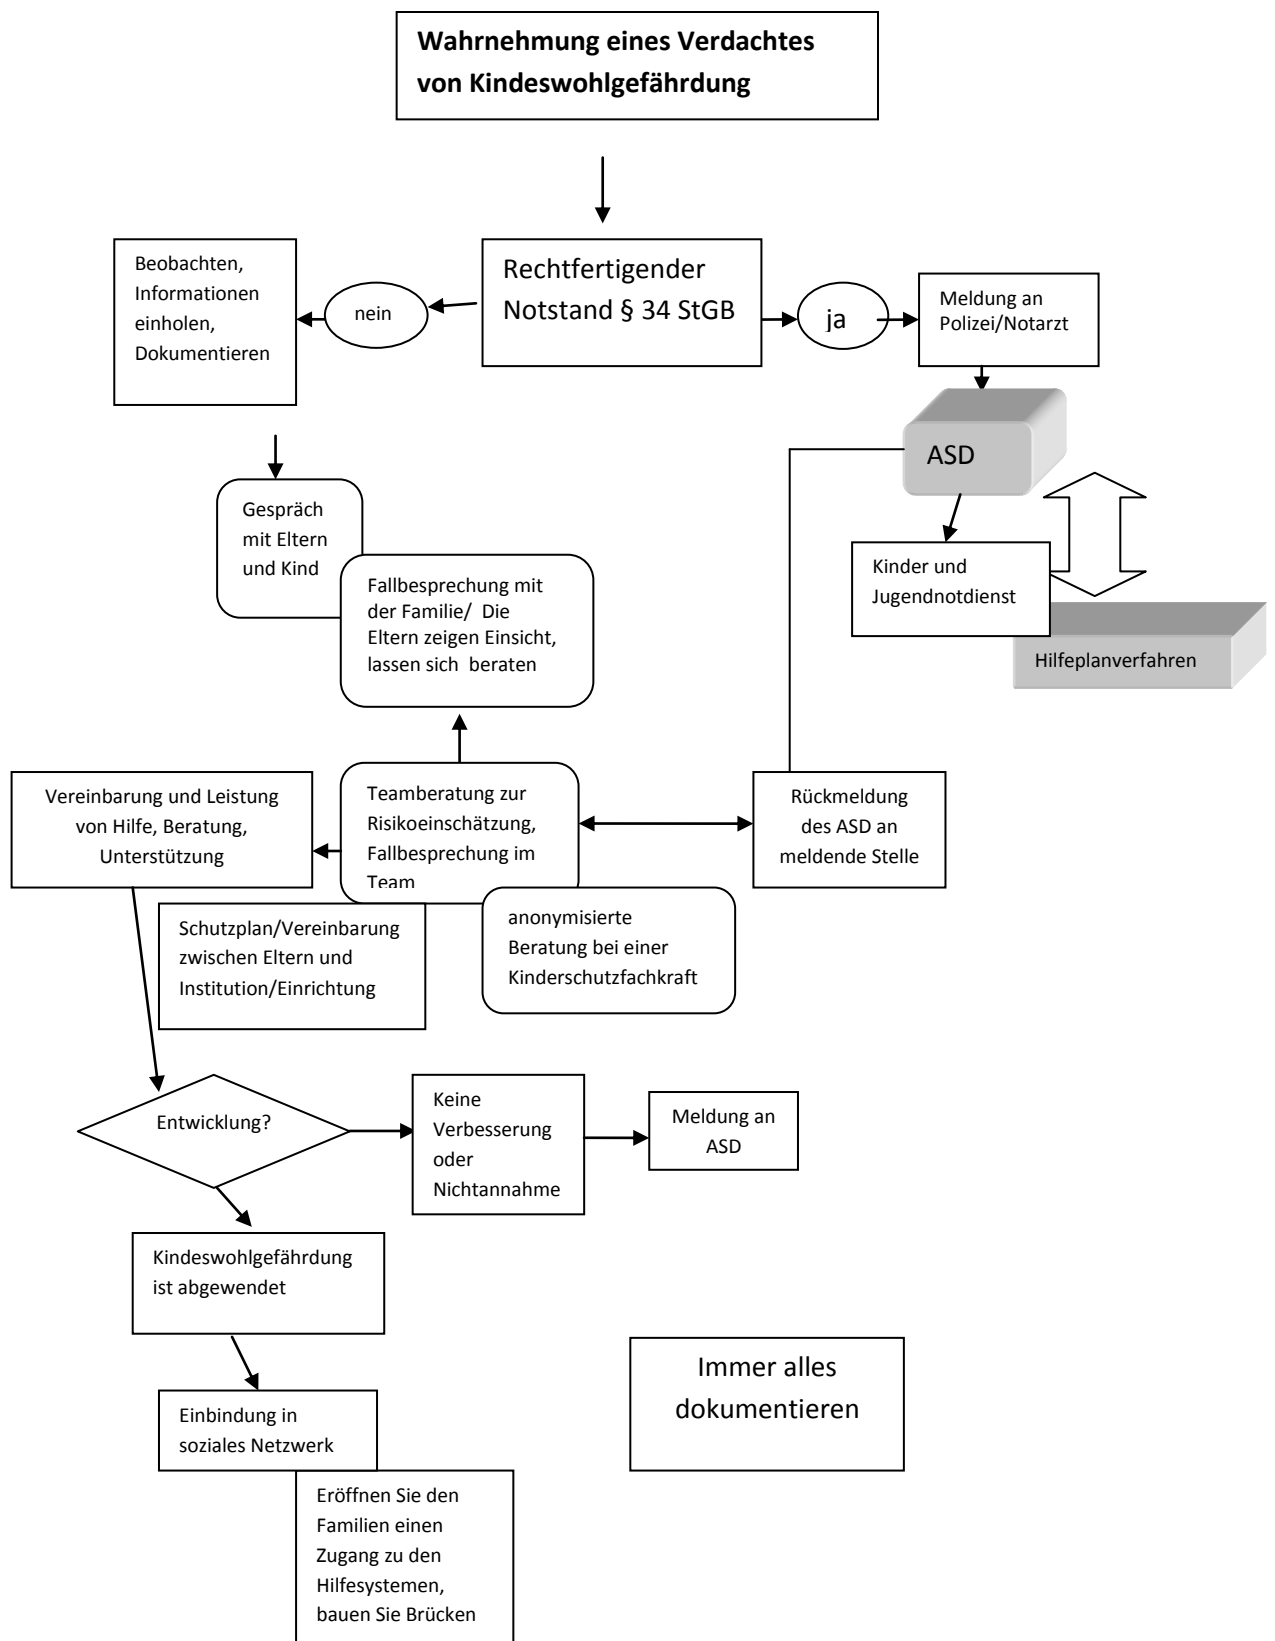 Wahrnehmung eines Verdachtes
von Kindeswohlgefährdung
Rechtfertigender
Notstand § 34 StGB
nein
ja
Beobachten,
Informationen
einholen,
Dokumentieren
Meldung an
Polizei/Notarzt
ASD
Gespräch
mit Eltern
und Kind
Fallbesprechung mit
der Familie/ Die
Eltern zeigen Einsicht,
lassen sich beraten
Kinder und
Jugendnotdienst
Hilfeplanverfahren
Vereinbarung und Leistung
von Hilfe, Beratung,
Unterstützung
Teamberatung zur
Risikoeinschätzung,
Fallbesprechung im
Team
Rückmeldung
des ASD an
meldende Stelle
Schutzplan/Vereinbarung
zwischen Eltern und
Institution/Einrichtung
anonymisierte
Beratung bei einer
Kinderschutzfachkraft
Entwicklung?
Keine
Verbesserung
oder
Nichtannahme
Meldung an
ASD
Kindeswohlgefährdung
ist abgewendet
Immer alles
dokumentieren
Einbindung in
soziales Netzwerk
Eröffnen Sie den
Familien einen
Zugang zu den
Hilfesystemen,
bauen Sie Brücken